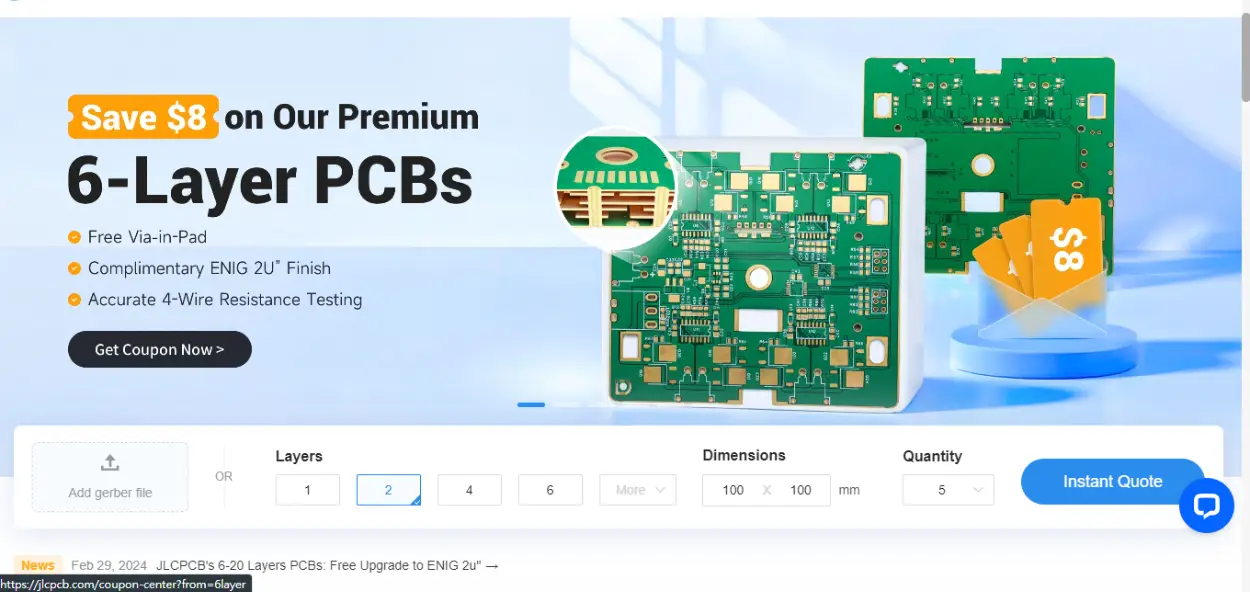 Save $8 on Our Premium
6-Layer PCBs
Free Via-in-Pad
Complimentary ENIG 2U" Finish
Accurate 4-Wire Resistance Testing
Get Coupon Now >
$8
Add gerber file
OR
Layers
1
2
4
6
More
Dimensions
100 X 100 mm
Quantity
5
Instant Quote
News Feb 29, 2024 JLCPCB's 6-20 Layers PCBs: Free Upgrade to ENIG 2u" →
https://jlcpcb.com/coupon-center?from=6layer